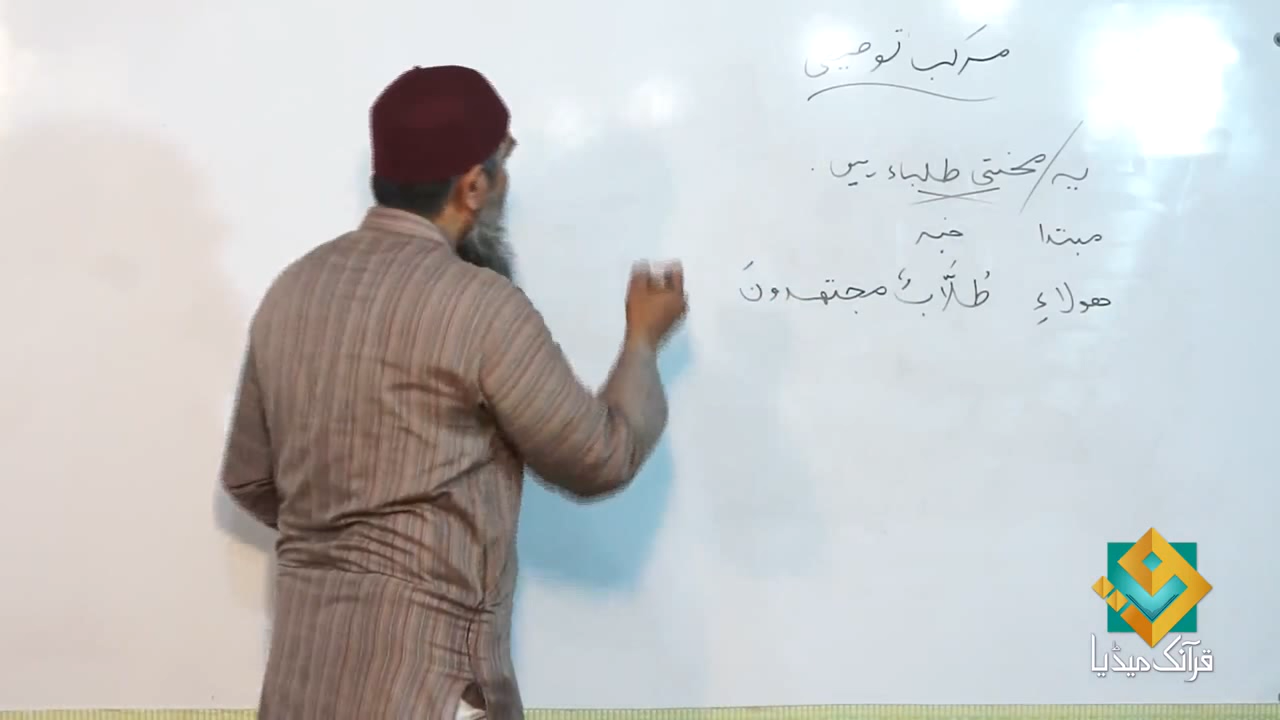 مرکب توصیفی
یہ / محنتی طلباء ہیں .
مبتدا خبر
ھولاءِ طُلَّابٌ مجتھدونَ
قرآنک میڈیا